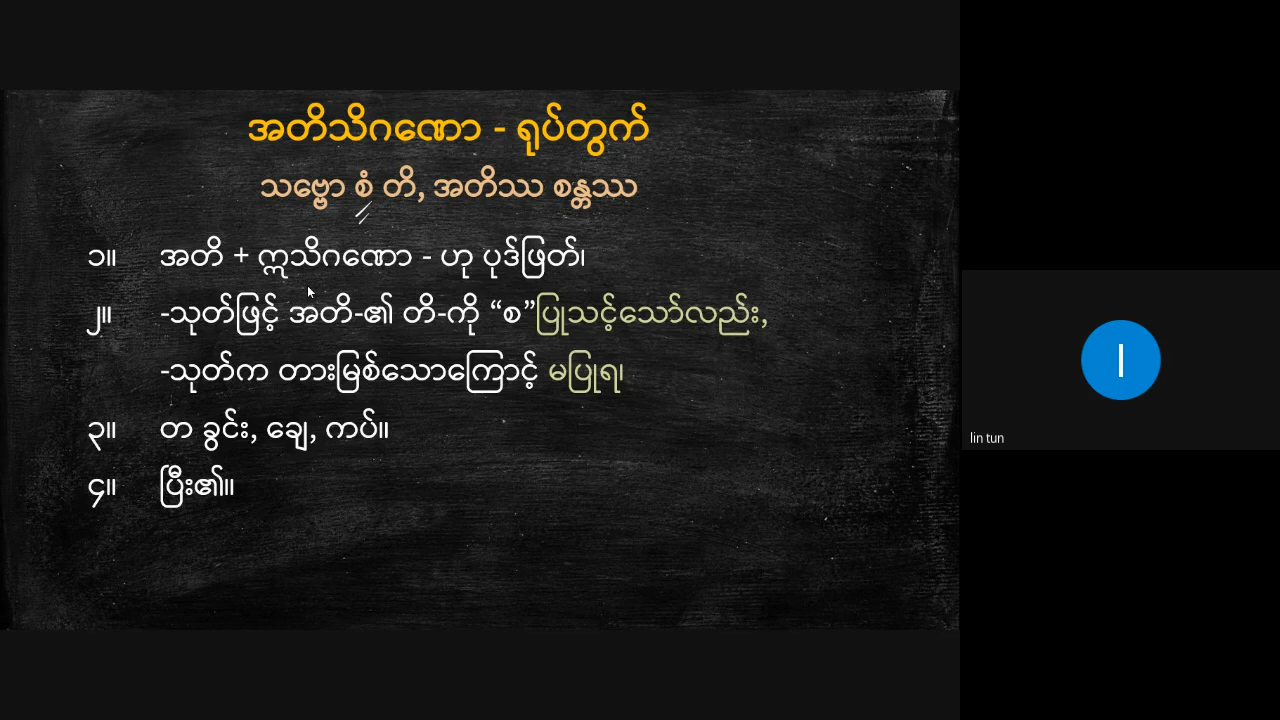 အတိသိဂဏော - ရုပ်တွက်
သဗ္ဗော စံ တိ, အတိဿ စန္တဿ
၁။ အတိ + ဣသိဂဏော - ဟု ပုဒ်ဖြတ်၊
၂။ -သုတ်ဖြင့် အတိ-၏ တိ-ကို “စ”ပြုသင့်သော်လည်း,
-သုတ်က တားမြစ်သောကြောင့် မပြုရ၊
၃။ တ ခွင်း, ချေ, ကပ်။
၄။ ပြီး၏။
I
lin tun